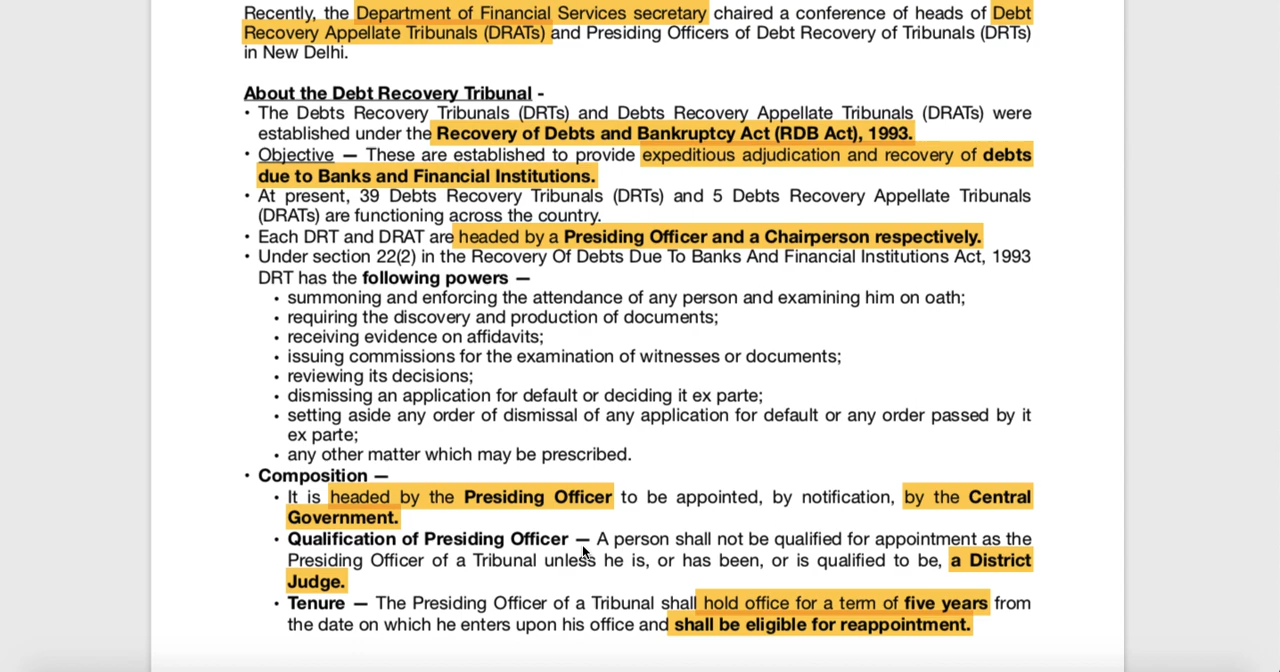 Recently, the Department of Financial Services secretary chaired a conference of heads of Debt
Recovery Appellate Tribunals (DRATs) and Presiding Officers of Debt Recovery of Tribunals (DRTs)
in New Delhi.
About the Debt Recovery Tribunal -
• The Debts Recovery Tribunals (DRTs) and Debts Recovery Appellate Tribunals (DRATs) were
established under the Recovery of Debts and Bankruptcy Act (RDB Act), 1993.
• Objective — These are established to provide expeditious adjudication and recovery of debts
due to Banks and Financial Institutions.
• At present, 39 Debts Recovery Tribunals (DRTs) and 5 Debts Recovery Appellate Tribunals
(DRATs) are functioning across the country.
• Each DRT and DRAT are headed by a Presiding Officer and a Chairperson respectively.
• Under section 22(2) in the Recovery Of Debts Due To Banks And Financial Institutions Act, 1993
DRT has the following powers —
• summoning and enforcing the attendance of any person and examining him on oath;
• requiring the discovery and production of documents;
• receiving evidence on affidavits;
• issuing commissions for the examination of witnesses or documents;
• reviewing its decisions;
• dismissing an application for default or deciding it ex parte;
• setting aside any order of dismissal of any application for default or any order passed by it
ex parte;
• any other matter which may be prescribed.
• Composition —
• It is headed by the Presiding Officer to be appointed, by notification, by the Central
Government.
• Qualification of Presiding Officer — A person shall not be qualified for appointment as the
Presiding Officer of a Tribunal unless he is, or has been, or is qualified to be, a District
Judge.
• Tenure — The Presiding Officer of a Tribunal shall hold office for a term of five years from
the date on which he enters upon his office and shall be eligible for reappointment.